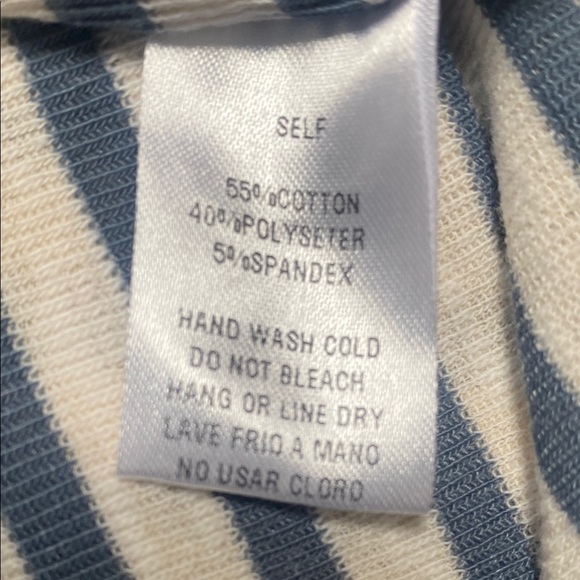 SELF
55%COTTON
40%POLYSETER
5%SPANDEX
HAND WASH COLD
DO NOT BLEACH
HANG OR LINE DRY
LAVE FRIO A MANO
NO USAR CLORO